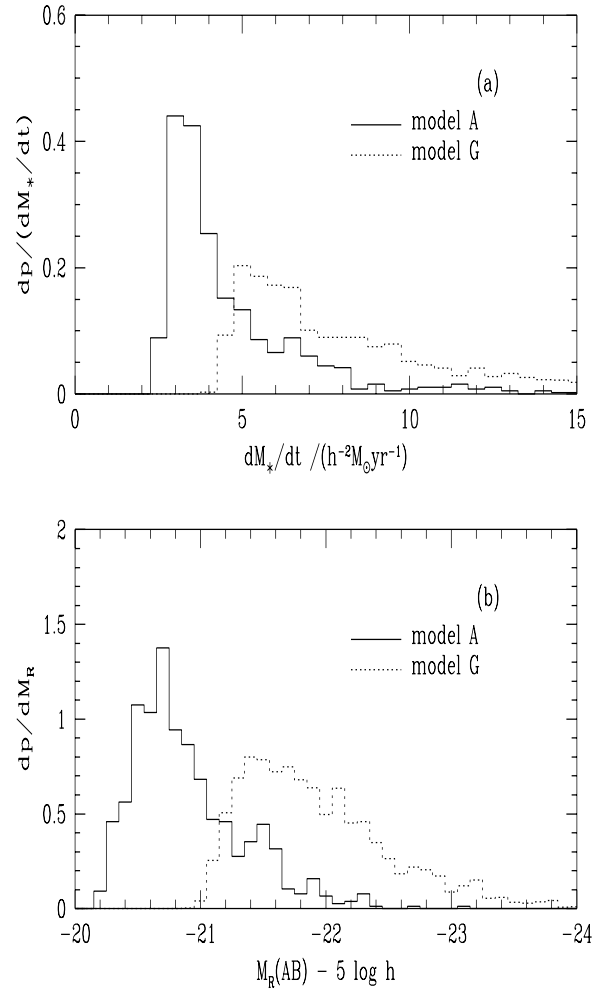 0.6
(a)
model A
model G
0.4
0.2
0
dp/(dM*/dt)
0 5 10 15
dM*/dt /(h⁻²M⊙yr⁻¹)
2
(b)
model A
model G
1.5
1
0.5
0
dp/dM_R
−20 −21 −22 −23 −24
M_R(AB) − 5 log h